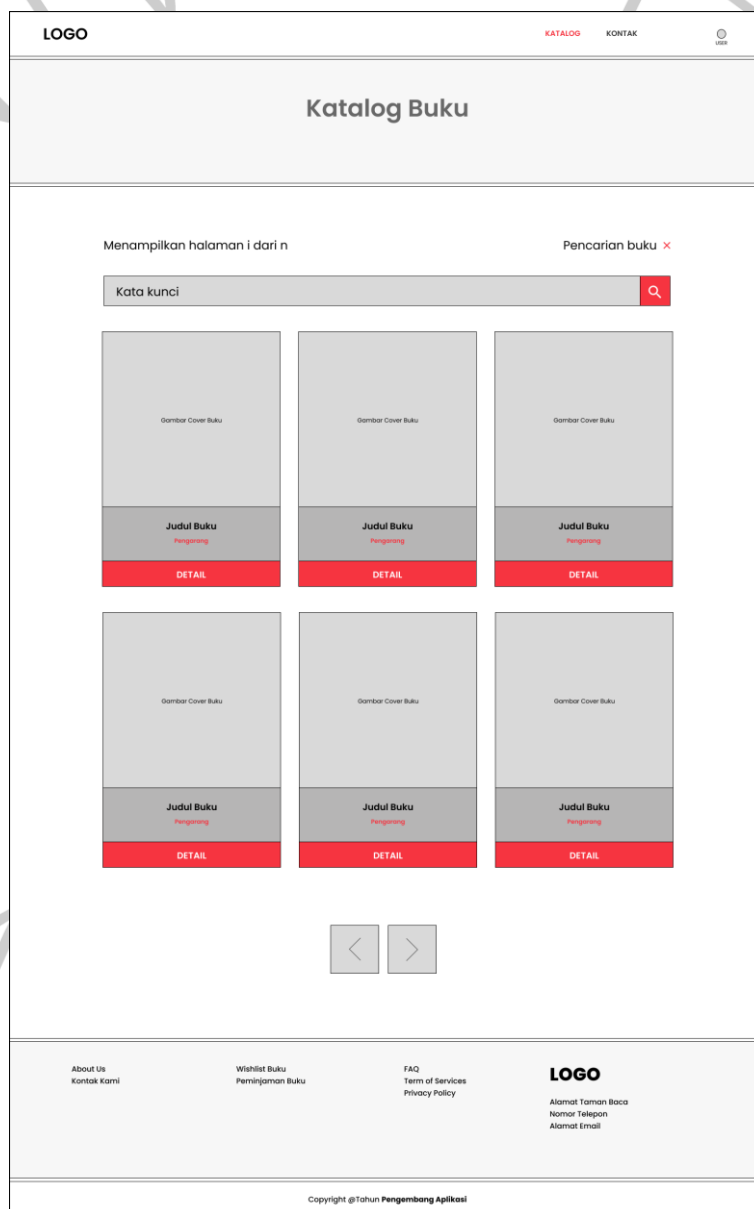 LOGO
KATALOG
KONTAK
USER
Katalog Buku
Menampilkan halaman i dari n
Pencarian buku ×
Kata kunci
Gambar Cover Buku
Gambar Cover Buku
Gambar Cover Buku
Judul Buku
Judul Buku
Judul Buku
Pengarang
Pengarang
Pengarang
DETAIL
DETAIL
DETAIL
Gambar Cover Buku
Gambar Cover Buku
Gambar Cover Buku
Judul Buku
Judul Buku
Judul Buku
Pengarang
Pengarang
Pengarang
DETAIL
DETAIL
DETAIL
About Us
Kontak Kami
Wishlist Buku
Peminjaman Buku
FAQ
Term of Services
Privacy Policy
LOGO
Alamat Taman Baca
Nomor Telepon
Alamat Email
Copyright @Tahun Pengembang Aplikasi